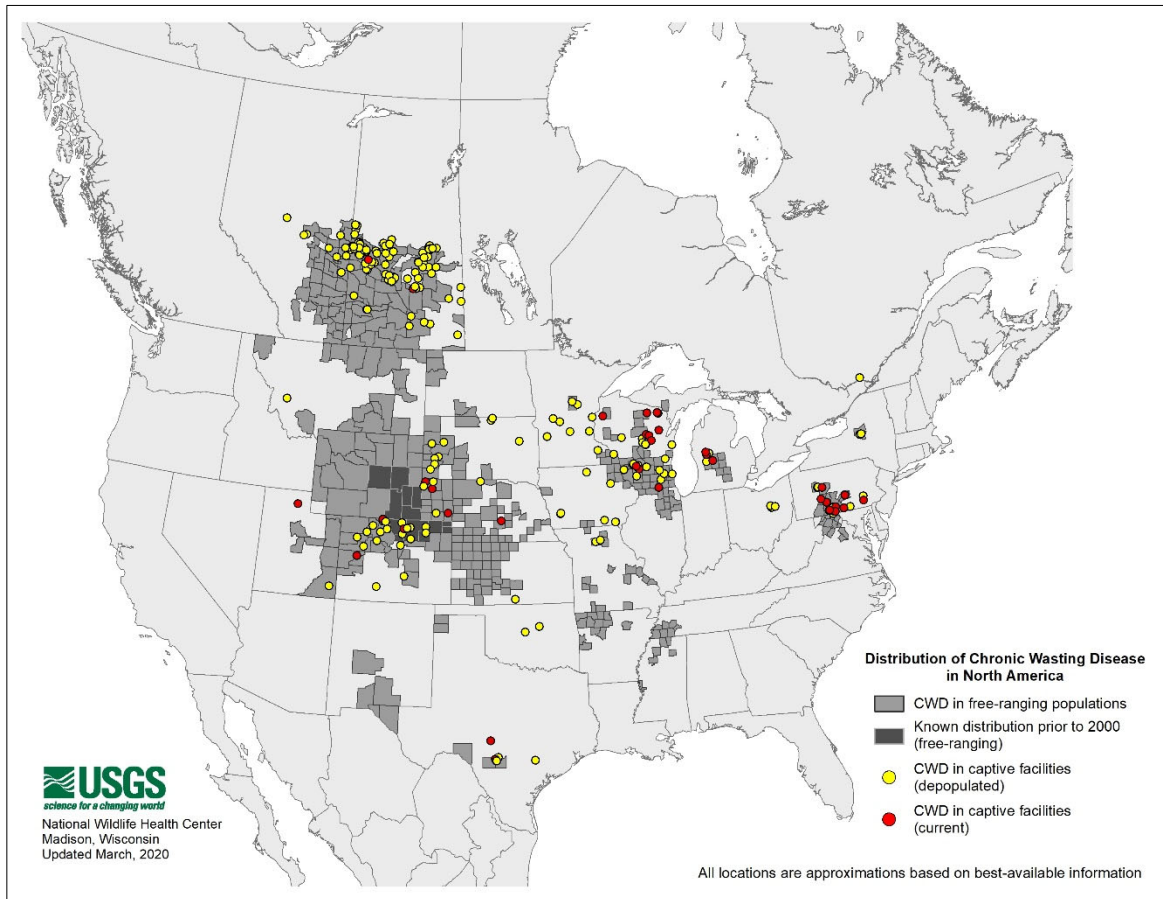 Distribution of Chronic Wasting Disease
in North America
CWD in free-ranging populations
Known distribution prior to 2000
(free-ranging)
CWD in captive facilities
(depopulated)
CWD in captive facilities
(current)
USGS
science for a changing world
National Wildlife Health Center
Madison, Wisconsin
Updated March, 2020
All locations are approximations based on best-available information